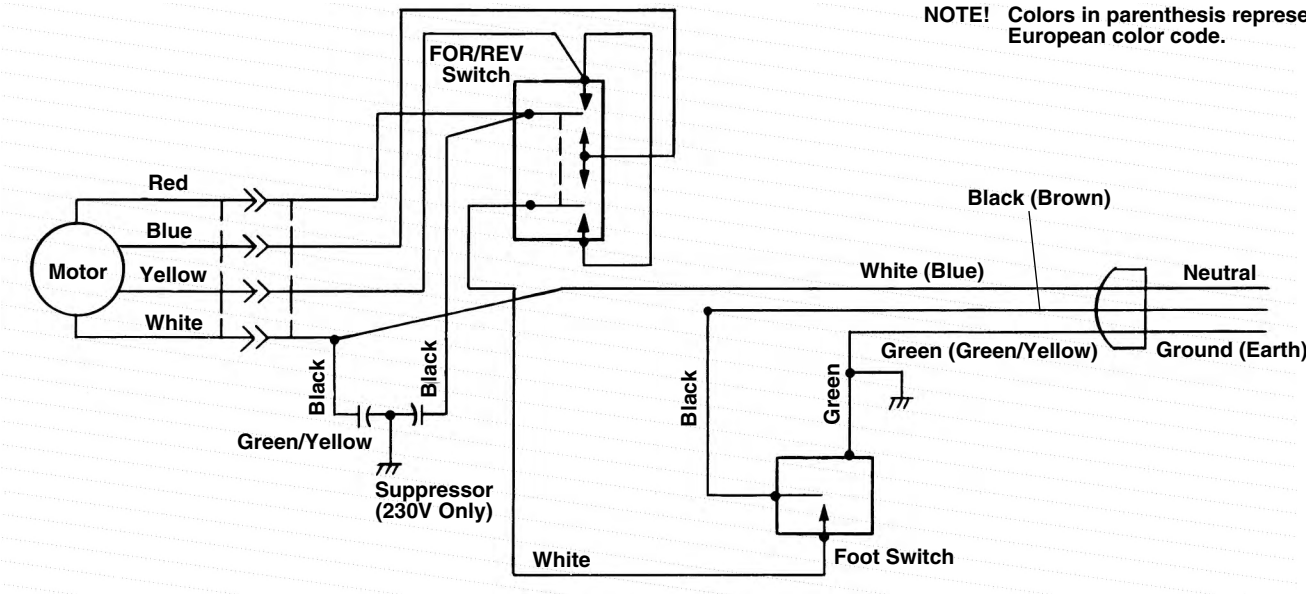 NOTE! Colors in parenthesis represe
European color code.
FOR/REV
Switch
Red
Blue
Motor
Yellow
White
Black (Brown)
White (Blue)
Neutral
Green (Green/Yellow)
Ground (Earth)
Black
Black
Black
Green
Green/Yellow
Suppressor
(230V Only)
White
Foot Switch